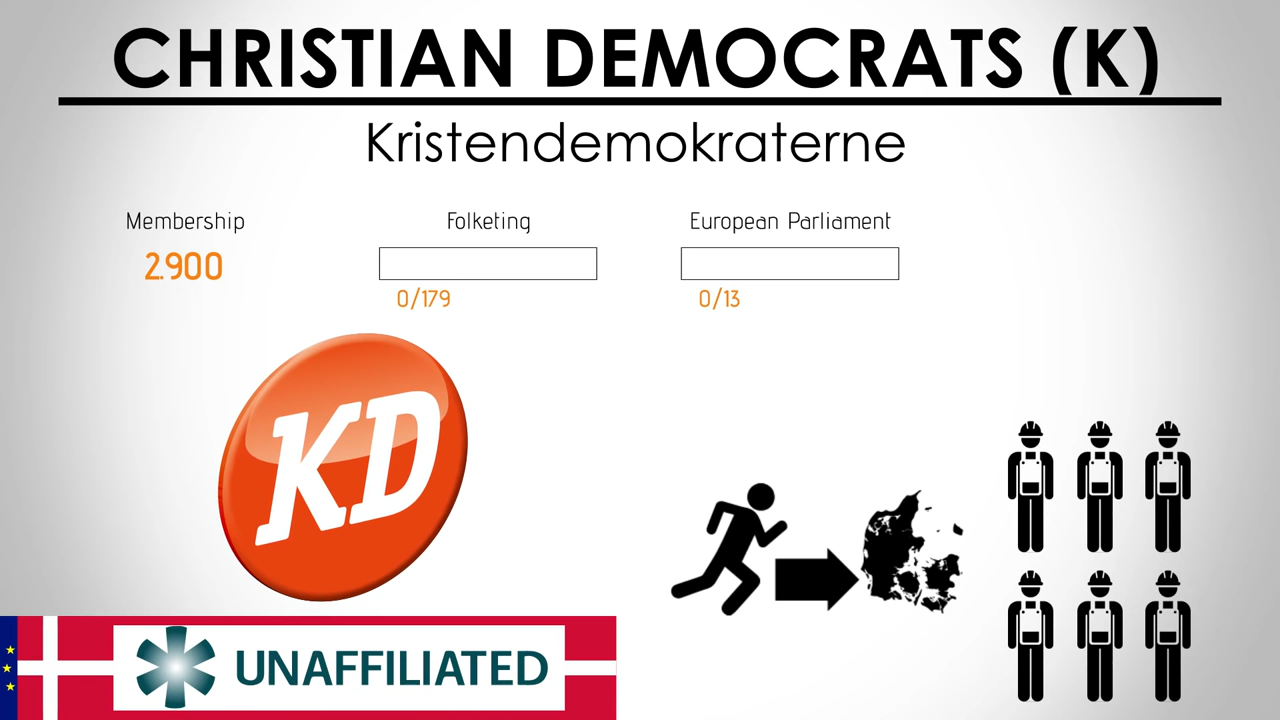 CHRISTIAN DEMOCRATS (K)
Kristendemokraterne
Membership
2.900
Folketing
0/179
European Parliament
0/13
KD
UNAFFILIATED